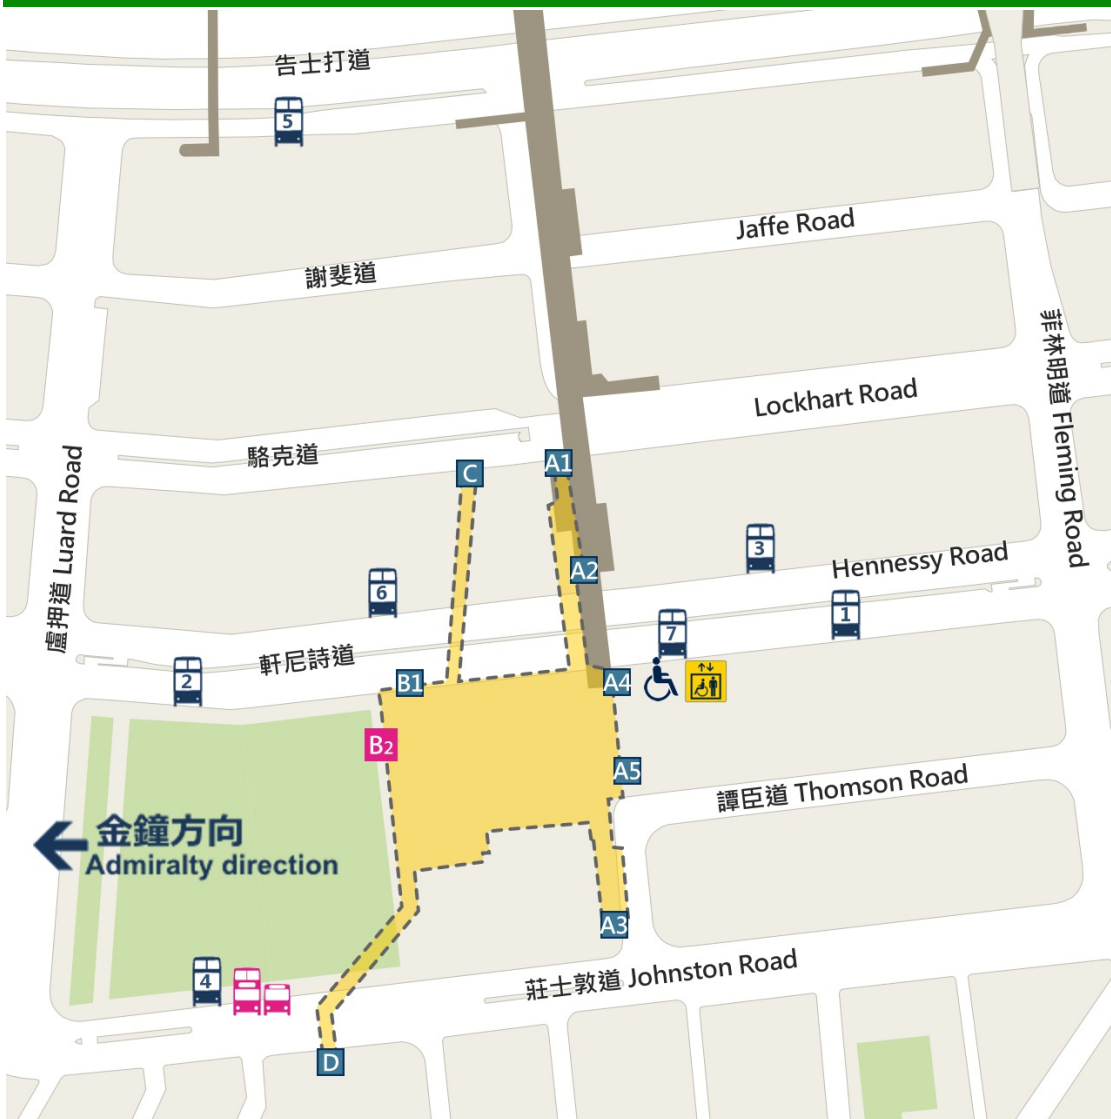 告士打道
5
Jaffe Road
謝斐道
菲林明道 Fleming Road
Lockhart Road
駱克道
盧押道 Luard Road
C
A1
A2
3
Hennessy Road
6
1
7
軒尼詩道
2
B1
A4
B2
A5
譚臣道 Thomson Road
金鐘方向
Admiralty direction
A3
莊士敦道 Johnston Road
4
D